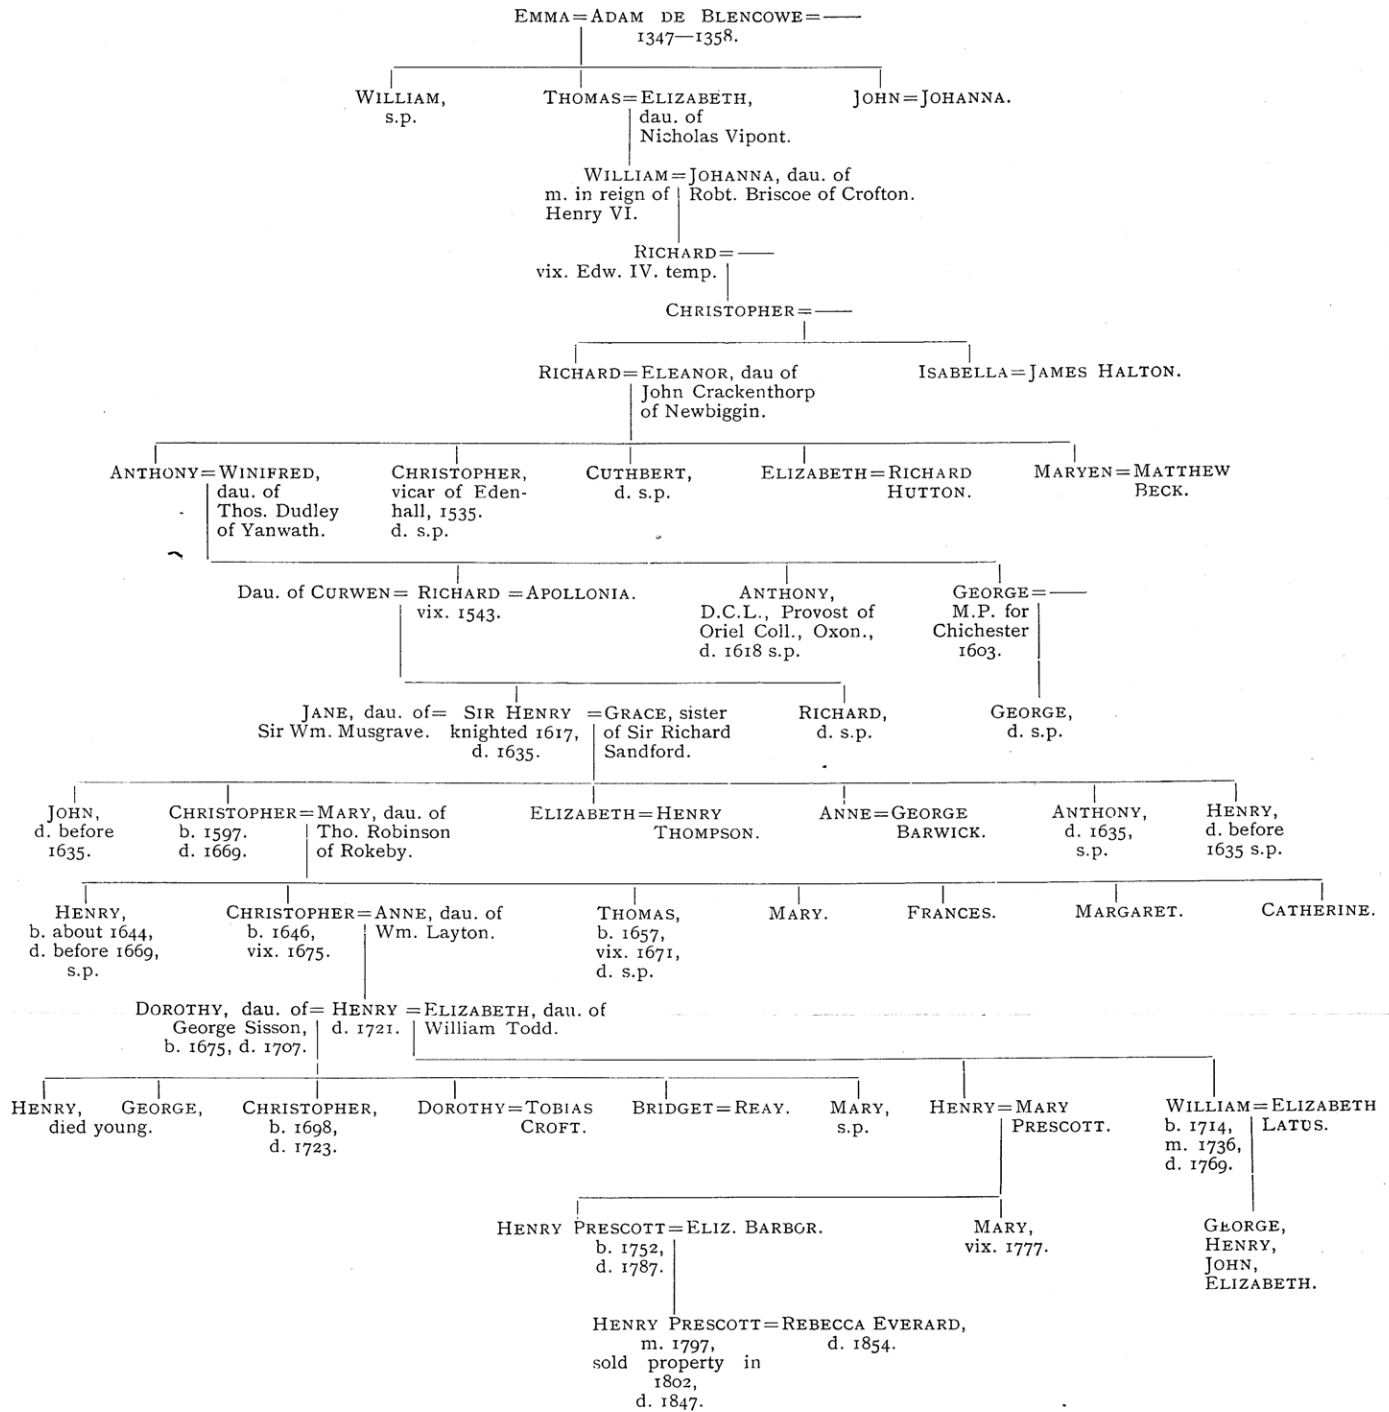 EMMA=ADAM DE BLENCOWE=——
1347—1358.
WILLIAM,
s.p.
THOMAS=ELIZABETH,
dau. of
Nicholas Vipont.
JOHN=JOHANNA.
WILLIAM=JOHANNA, dau. of
m. in reign of Robt. Briscoe of Crofton.
Henry VI.
RICHARD=——
vix. Edw. IV. temp.
CHRISTOPHER=——
RICHARD=ELEANOR, dau of
John Crackenthorp
of Newbiggin.
ISABELLA=JAMES HALTON.
ANTHONY=WINIFRED,
dau. of
Thos. Dudley
of Yanwath.
CHRISTOPHER,
vicar of Eden-
hall, 1535.
d. s.p.
CUTHBERT,
d. s.p.
ELIZABETH=RICHARD
HUTTON.
MARYEN=MATTHEW
BECK.
Dau. of CURWEN= RICHARD =APOLLONIA.
vix. 1543.
ANTHONY,
D.C.L., Provost of
Oriel Coll., Oxon.,
d. 1618 s.p.
GEORGE=——
M.P. for
Chichester
1603.
JANE, dau. of= SIR HENRY =GRACE, sister
Sir Wm. Musgrave. knighted 1617, of Sir Richard
d. 1635. Sandford.
RICHARD,
d. s.p.
GEORGE,
d. s.p.
JOHN,
d. before
1635.
CHRISTOPHER=MARY, dau. of
b. 1597. Tho. Robinson
d. 1669. of Rokeby.
ELIZABETH=HENRY
THOMPSON.
ANNE=GEORGE
BARWICK.
ANTHONY,
d. 1635,
s.p.
HENRY,
d. before
1635 s.p.
HENRY,
b. about 1644,
d. before 1669,
s.p.
CHRISTOPHER=ANNE, dau. of
b. 1646, Wm. Layton.
vix. 1675.
THOMAS,
b. 1657,
vix. 1671,
d. s.p.
MARY.
FRANCES.
MARGARET.
CATHERINE.
DOROTHY, dau. of= HENRY =ELIZABETH, dau. of
George Sisson, d. 1721. William Todd.
b. 1675, d. 1707.
HENRY, GEORGE,
died young.
CHRISTOPHER,
b. 1698,
d. 1723.
DOROTHY=TOBIAS
CROFT.
BRIDGET=REAY.
MARY,
s.p.
HENRY=MARY
PRESCOTT.
WILLIAM=ELIZABETH
b. 1714, LATUS.
m. 1736,
d. 1769.
HENRY PRESCOTT=ELIZ. BARBOR.
b. 1752,
d. 1787.
MARY,
vix. 1777.
GEORGE,
HENRY,
JOHN,
ELIZABETH.
HENRY PRESCOTT=REBECCA EVERARD,
m. 1797, d. 1854.
sold property in
1802,
d. 1847.